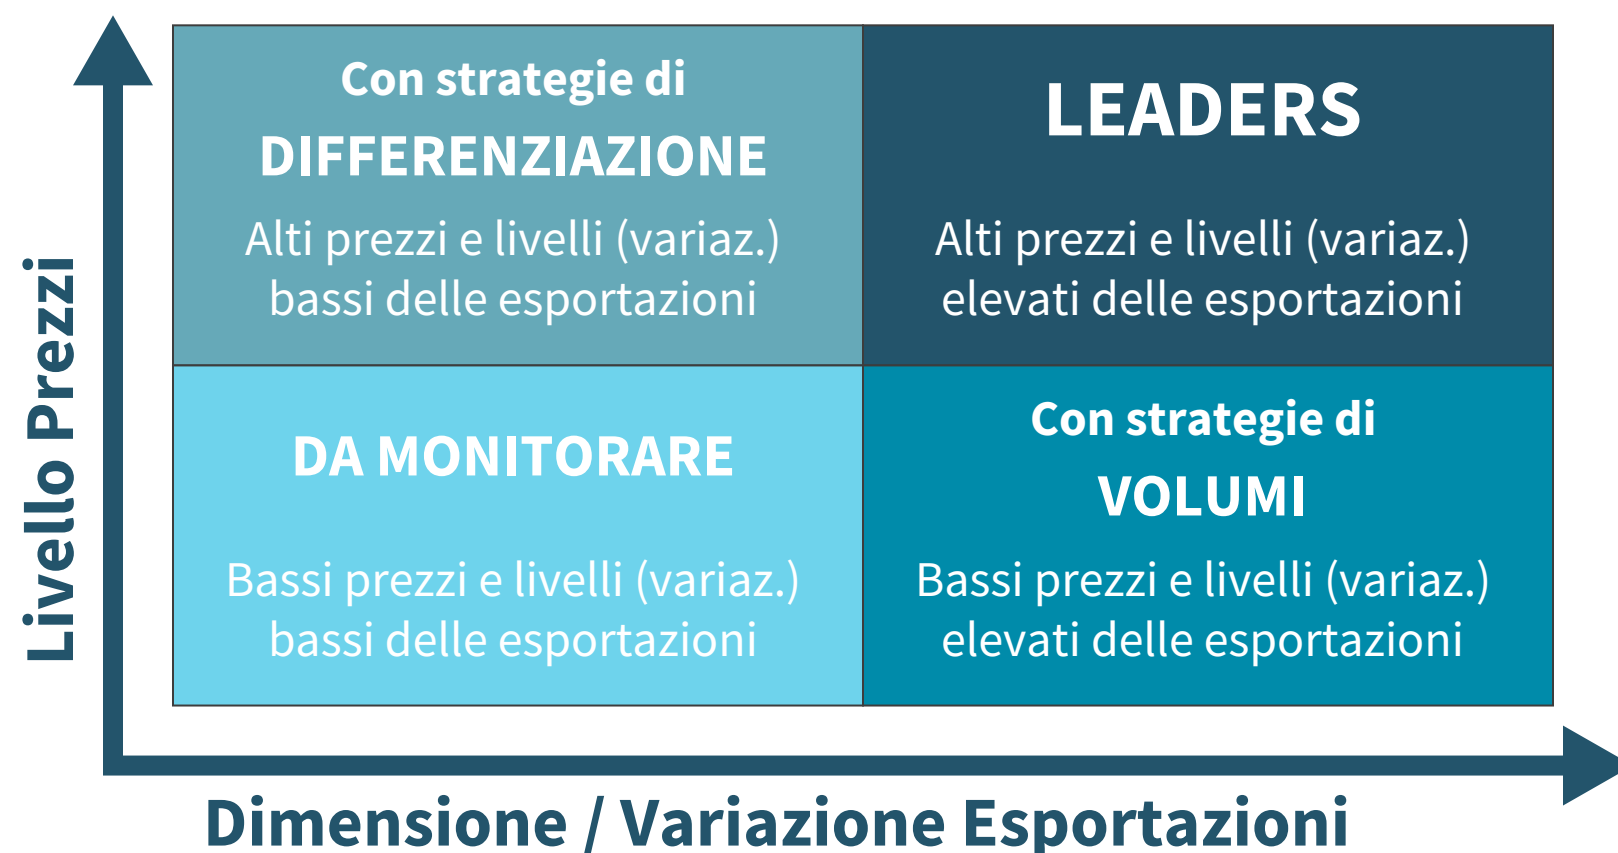 Livello Prezzi
Con strategie di
DIFFERENZIAZIONE
Alti prezzi e livelli (variaz.)
bassi delle esportazioni
LEADERS
Alti prezzi e livelli (variaz.)
elevati delle esportazioni
DA MONITORARE
Bassi prezzi e livelli (variaz.)
bassi delle esportazioni
Con strategie di
VOLUMI
Bassi prezzi e livelli (variaz.)
elevati delle esportazioni
Dimensione / Variazione Esportazioni